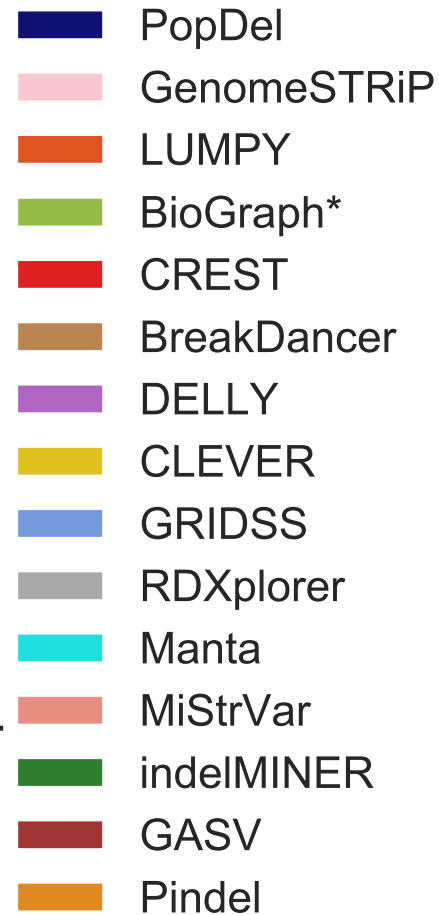 PopDel
GenomeSTRiP
LUMPY
BioGraph*
CREST
BreakDancer
DELLY
CLEVER
GRIDSS
RDXplorer
Manta
MiStrVar
indelMINER
GASV
Pindel